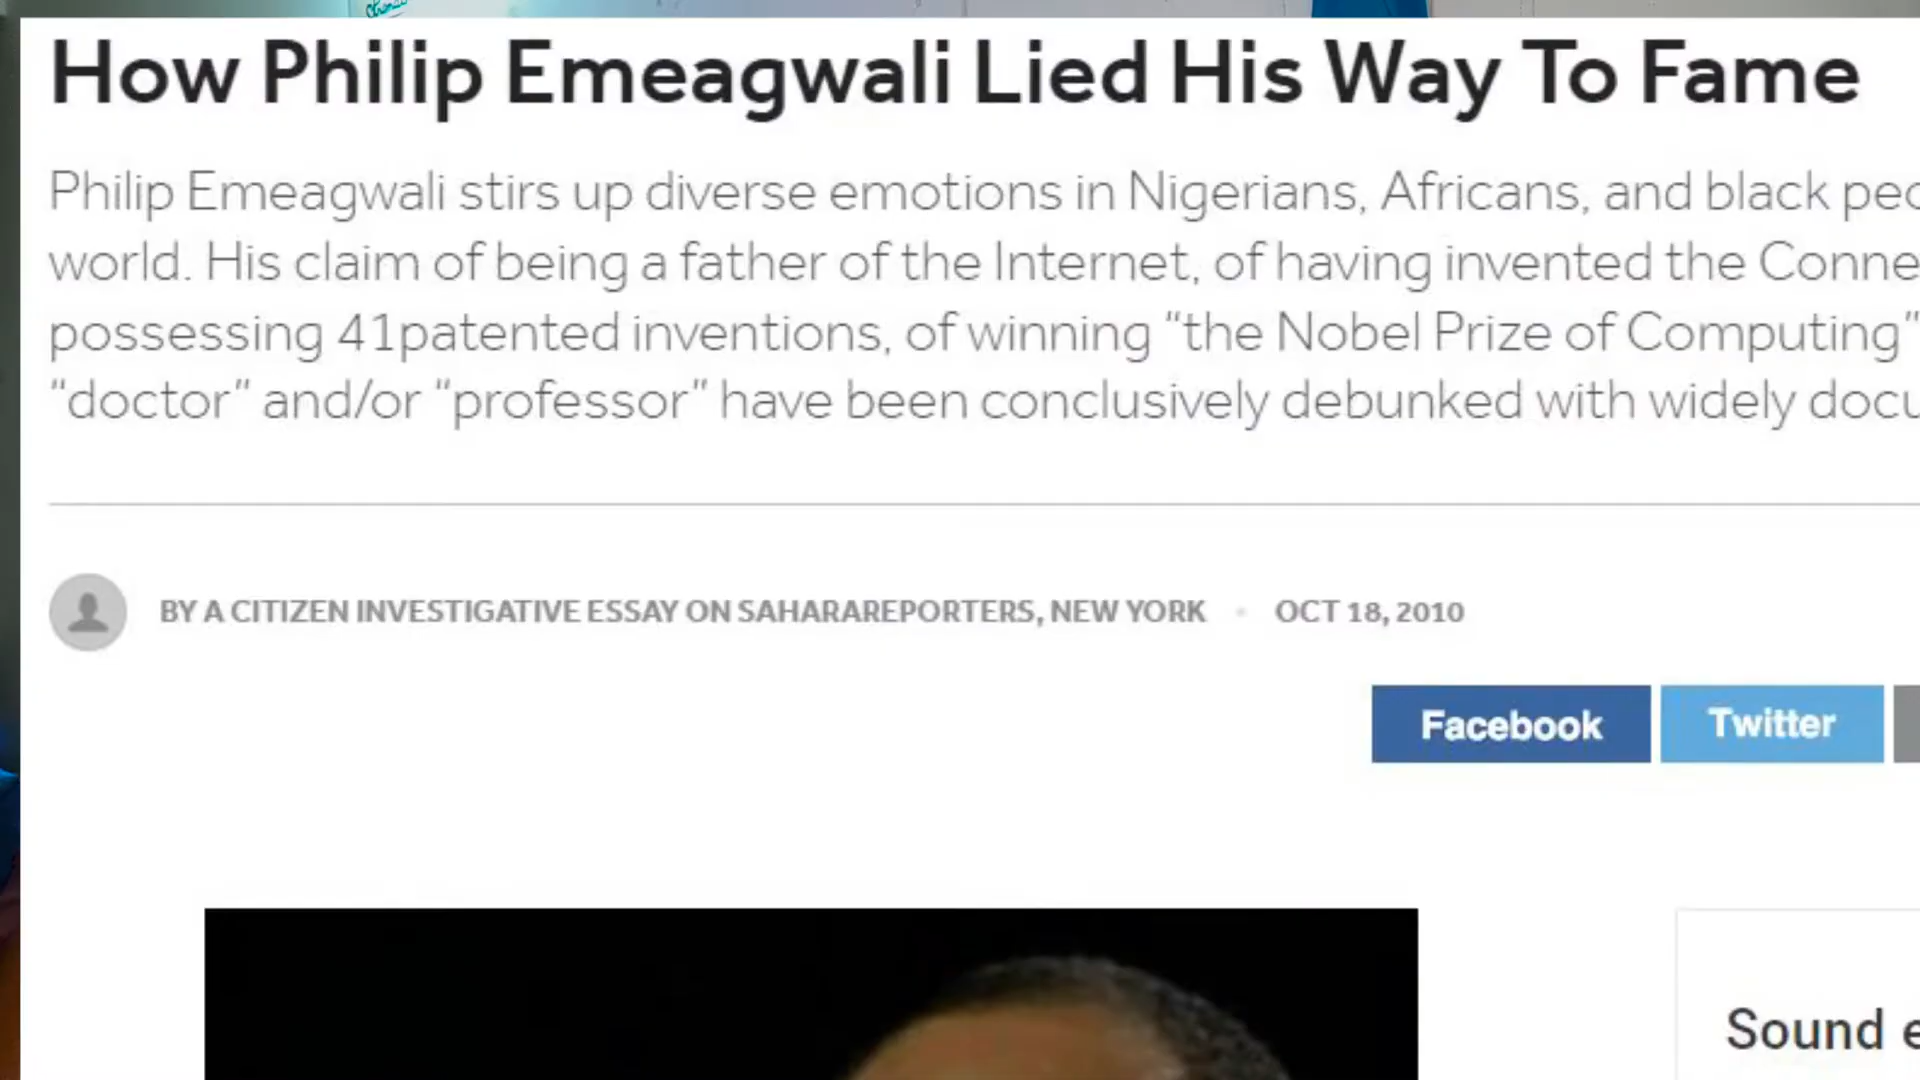 How Philip Emeagwali Lied His Way To Fame
Philip Emeagwali stirs up diverse emotions in Nigerians, Africans, and black
world. His claim of being a father of the Internet, of having invented the
possessing 41patented inventions, of winning “the Nobel Prize of Computing”
“doctor” and/or “professor” have been conclusively debunked with widely
BY A CITIZEN INVESTIGATIVE ESSAY ON SAHARAREPORTERS, NEW YORK • OCT 18, 2010
Facebook
Twitter
Sound